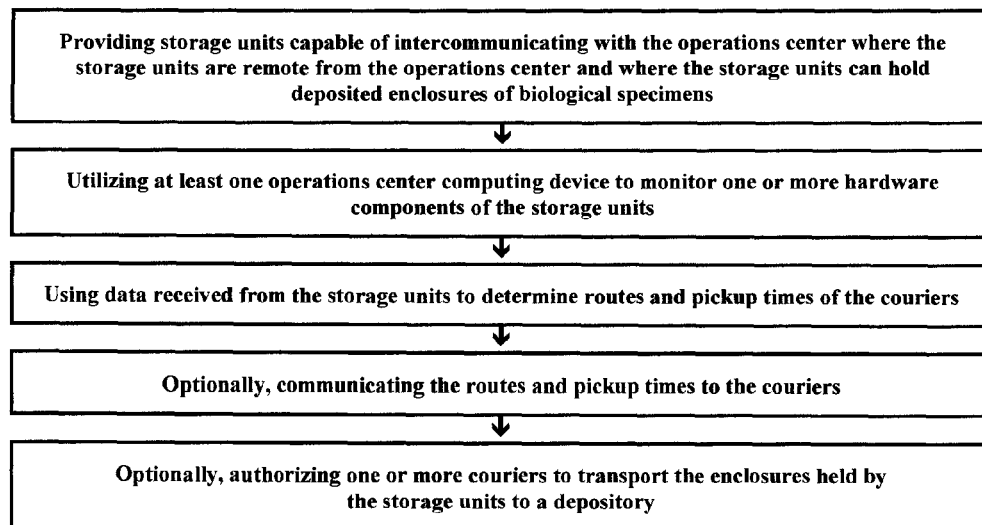 Providing storage units capable of intercommunicating with the operations center where the
storage units are remote from the operations center and where the storage units can hold
deposited enclosures of biological specimens
Utilizing at least one operations center computing device to monitor one or more hardware
components of the storage units
Using data received from the storage units to determine routes and pickup times of the couriers
Optionally, communicating the routes and pickup times to the couriers
Optionally, authorizing one or more couriers to transport the enclosures held by
the storage units to a depository